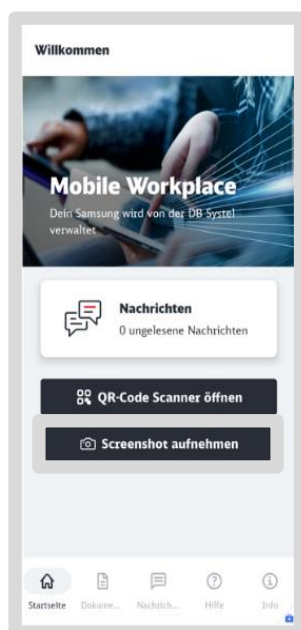 Willkommen
Mobile Workplace
Dein Samsung wird von der DB Systel
verwaltet
Nachrichten
0 ungelesene Nachrichten
QR-Code Scanner öffnen
Screenshot aufnehmen
Startseite Dokume... Nachrich... Hilfe Info